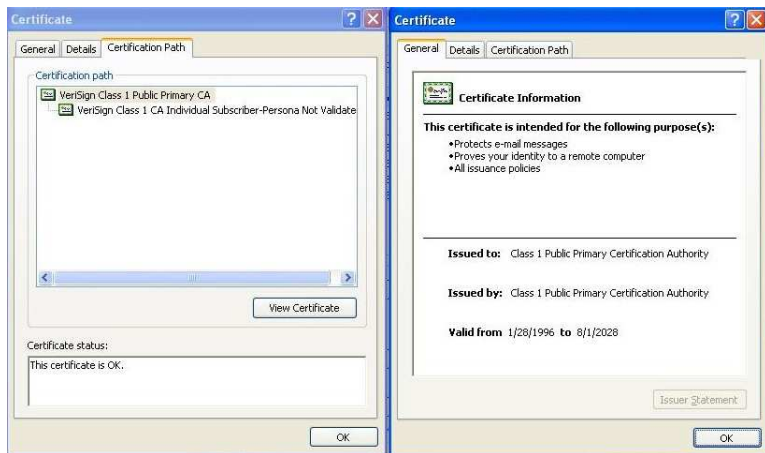 Certificate
General Details Certification Path
Certification path
VeriSign Class 1 Public Primary CA
VeriSign Class 1 CA Individual Subscriber-Persona Not Validate
View Certificate
Certificate status:
This certificate is OK.
OK
Certificate
General Details Certification Path
Certificate Information
This certificate is intended for the following purpose(s):
•Protects e-mail messages
•Proves your identity to a remote computer
•All issuance policies
Issued to: Class 1 Public Primary Certification Authority
Issued by: Class 1 Public Primary Certification Authority
Valid from 1/28/1996 to 8/1/2028
Issuer Statement
OK